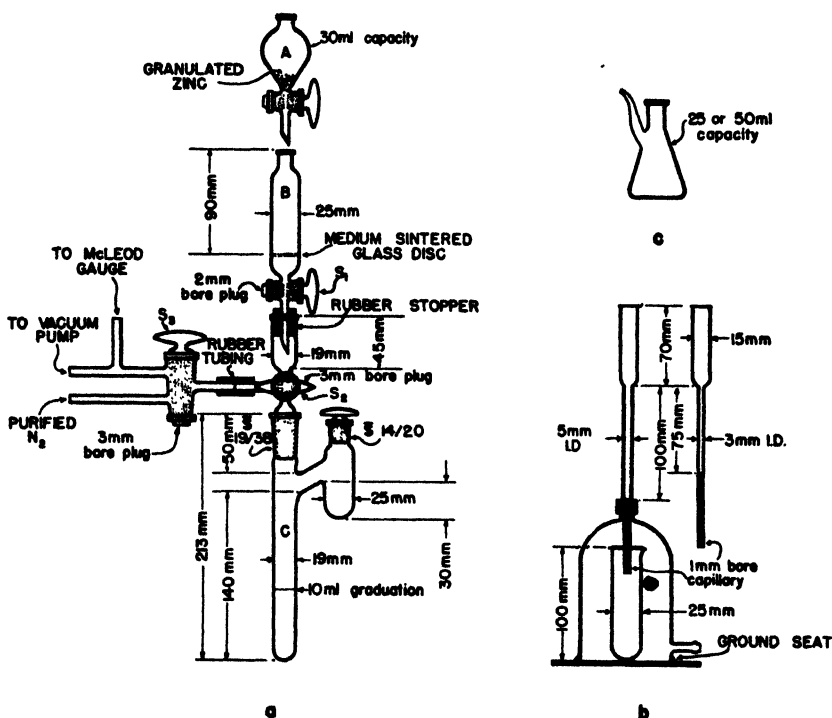 A
30ml capacity
GRANULATED
ZINC
B
90mm
25mm
MEDIUM SINTERED
GLASS DISC
TO McLEOD
GAUGE
2mm
bore plug
S₁
RUBBER STOPPER
S₃
TO VACUUM
PUMP
RUBBER
TUBING
19mm
45mm
3mm bore plug
S₂
PURIFIED
N₂
3mm
bore plug
50mm
19/38
14/20
25mm
213mm
140mm
C
19mm
30mm
10ml graduation
a
25 or 50ml
capacity
c
70mm
15mm
5mm
I.D
100mm
75mm
3mm I.D.
1mm bore
capillary
100mm
25mm
GROUND SEAT
b